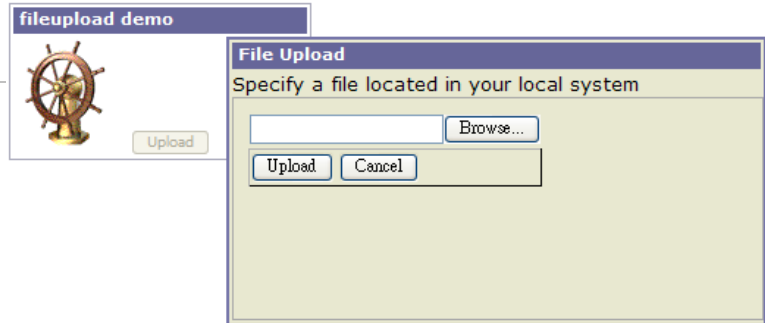 fileupload demo
Upload
File Upload
Specify a file located in your local system
Browse...
Upload Cancel